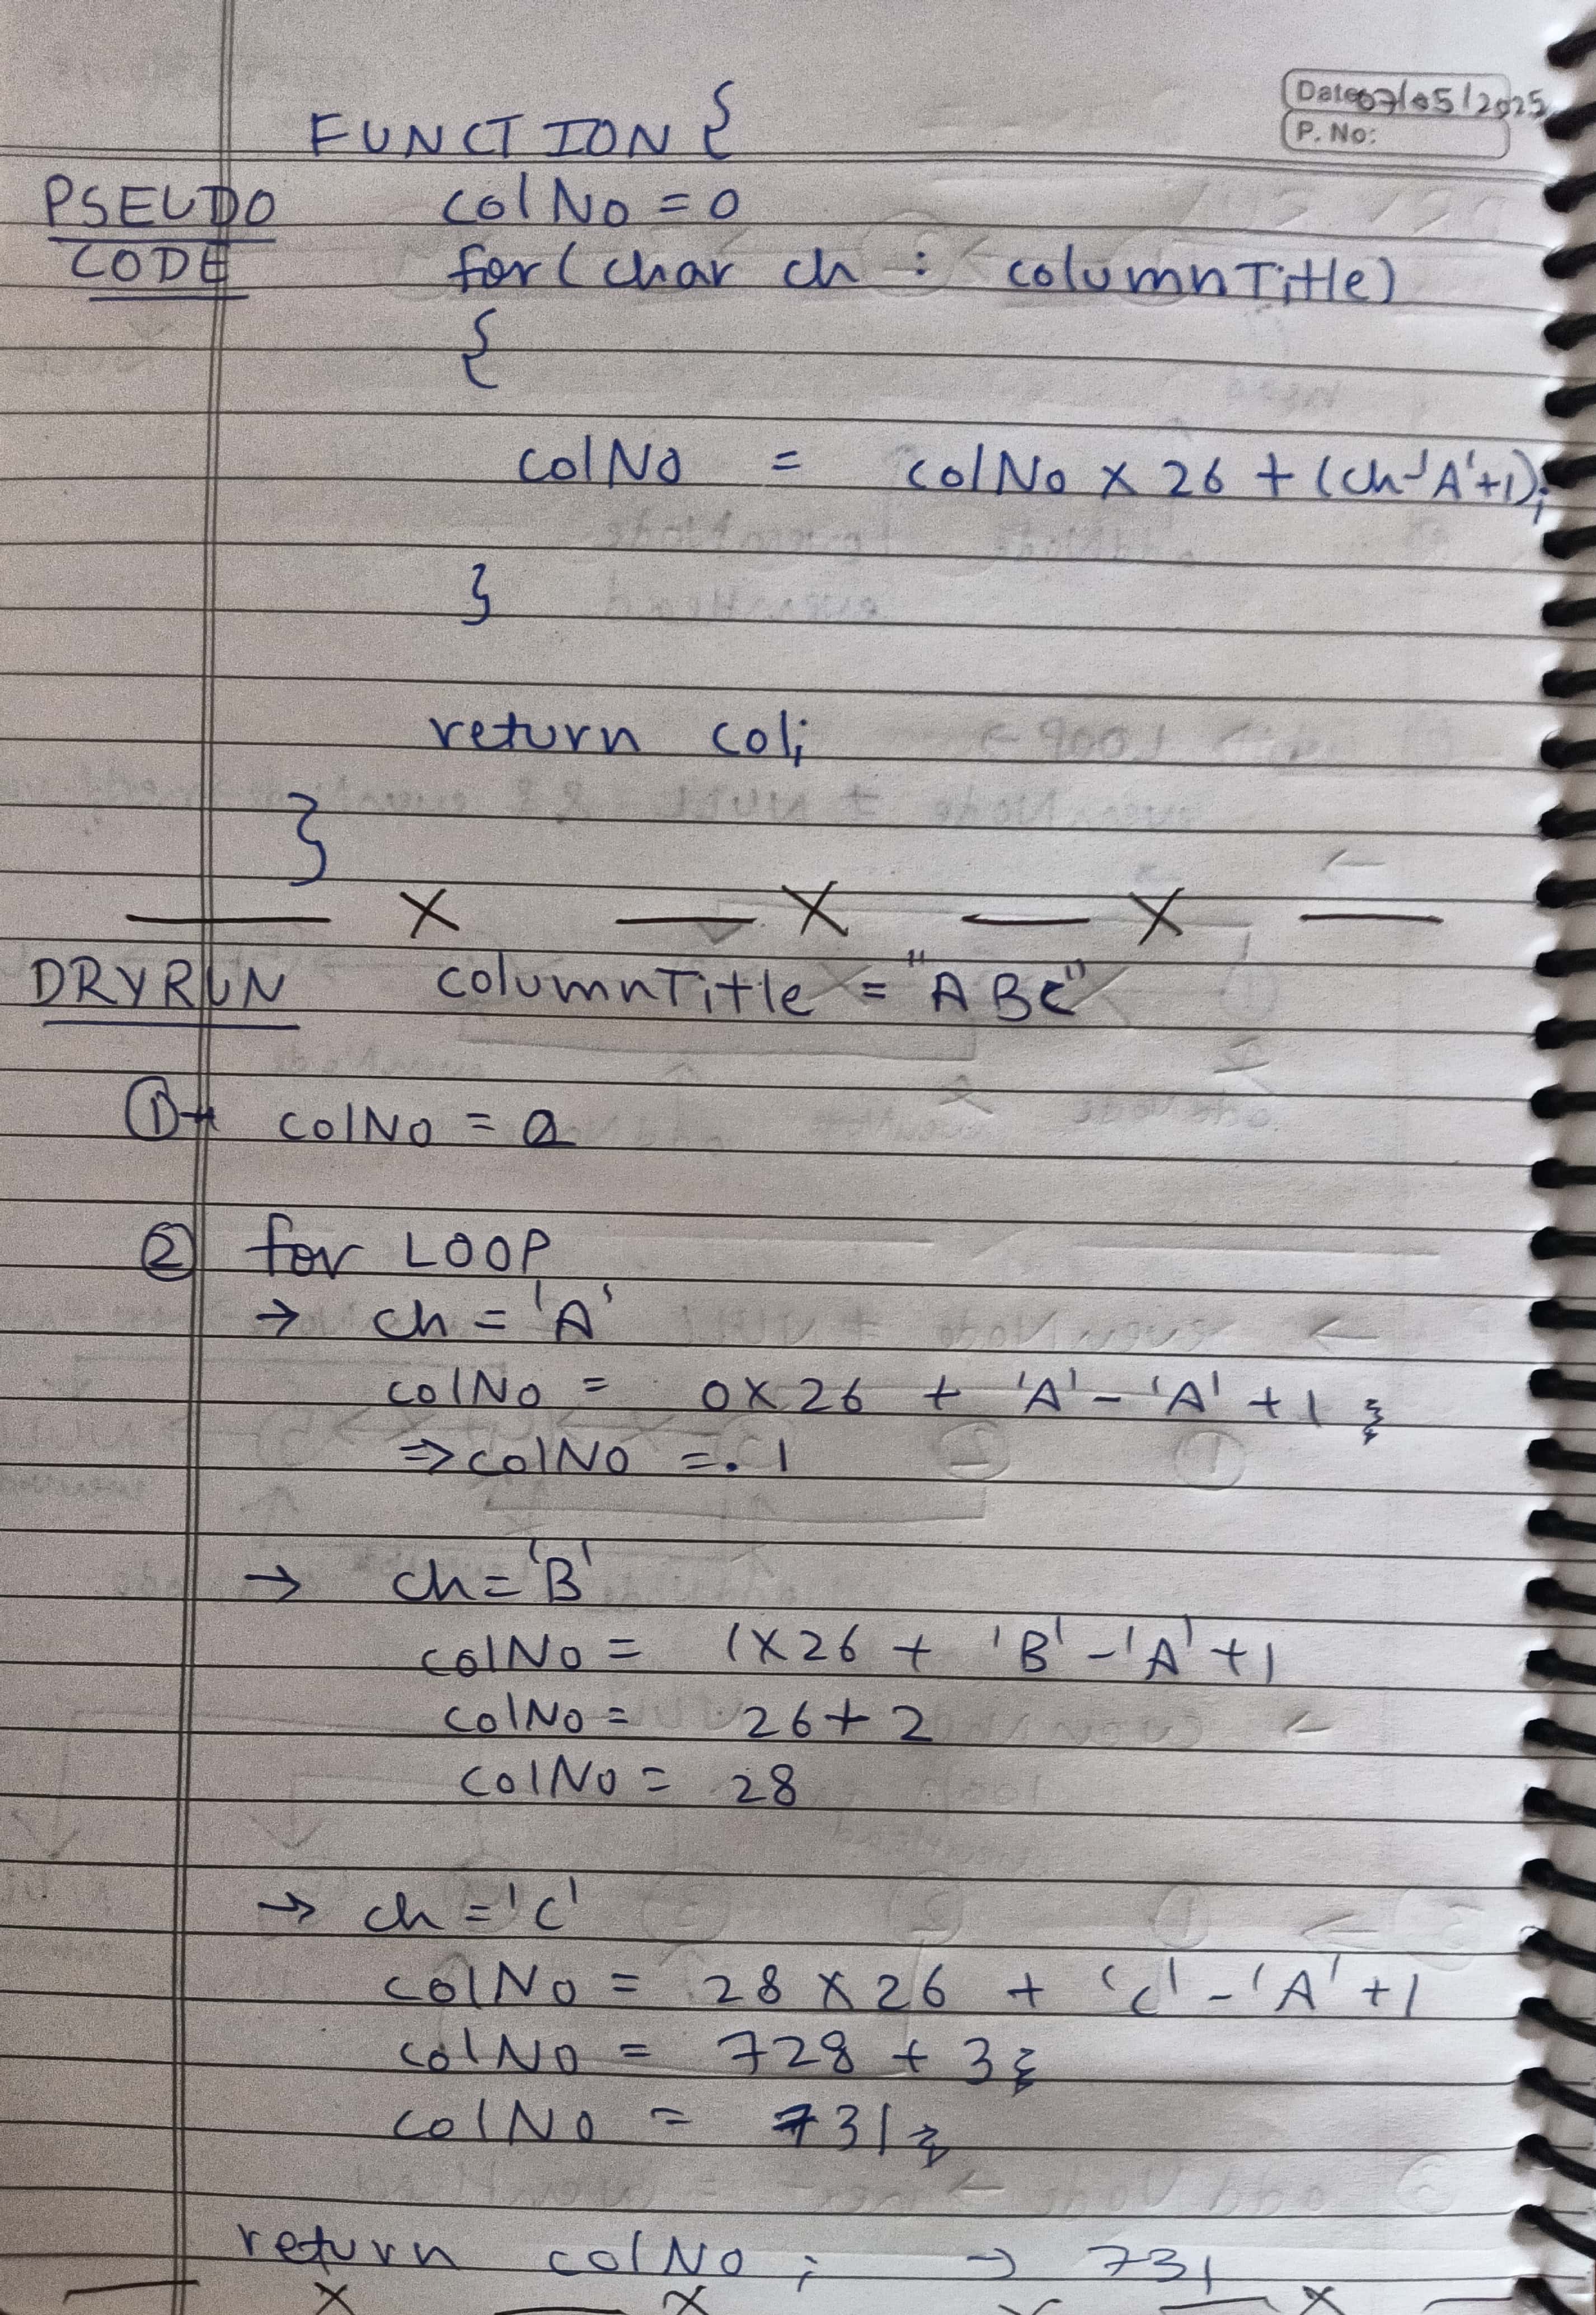 Date: 07/05/2025
P. No:
FUNCTION {
PSEUDO colNo = 0
CODE for (char ch : columnTitle)
{
colNo = colNo x 26 + (ch-'A'+1);
}
return col;
}
— x — x — x —
DRYRUN columnTitle = "ABC"
① → colNo = 0
② for LOOP
→ ch = 'A'
colNo = 0 x 26 + 'A' - 'A' + 1;
⇒ colNo = 1
→ ch = 'B'
colNo = 1 x 26 + 'B' - 'A' + 1
colNo = 26 + 2
colNo = 28
→ ch = 'C'
colNo = 28 x 26 + 'C' - 'A' + 1
colNo = 728 + 3;
colNo = 731;
return colNo; → 731
— x — x — x — x —